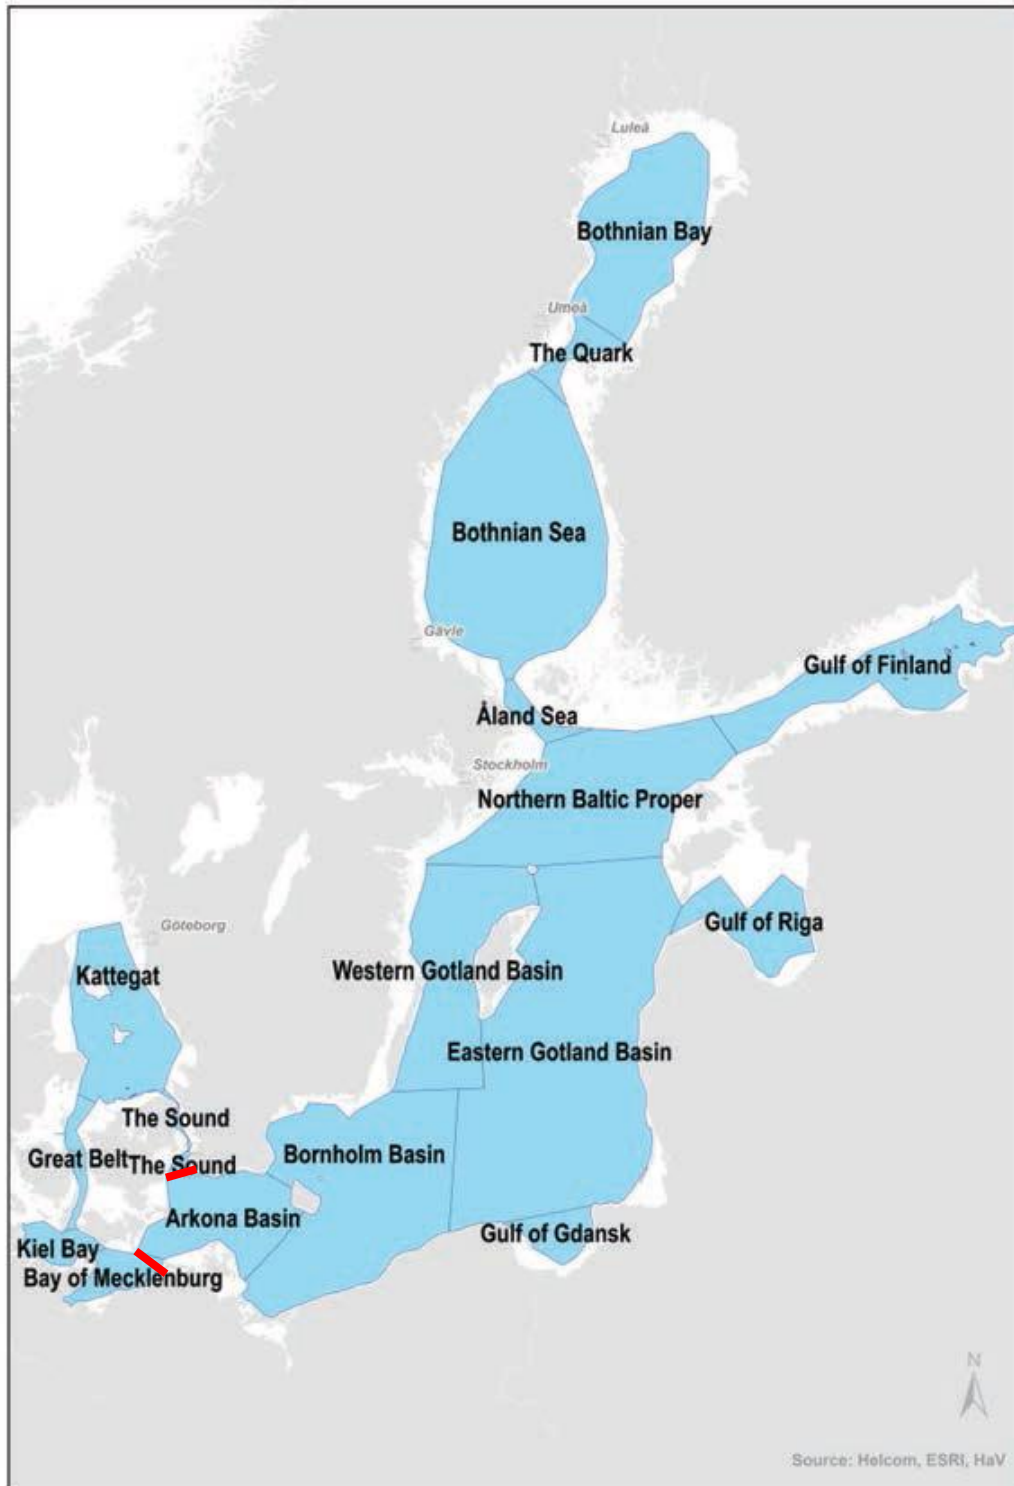 Luleå
Bothnian Bay
Umeå
The Quark
Bothnian Sea
Gävle
Gulf of Finland
Åland Sea
Stockholm
Northern Baltic Proper
Göteborg
Gulf of Riga
Western Gotland Basin
Kattegat
Eastern Gotland Basin
The Sound
Bornholm Basin
Great Belt
The Sound
Arkona Basin
Gulf of Gdansk
Kiel Bay
Bay of Mecklenburg
N
Source: Helcom, ESRI, HaV